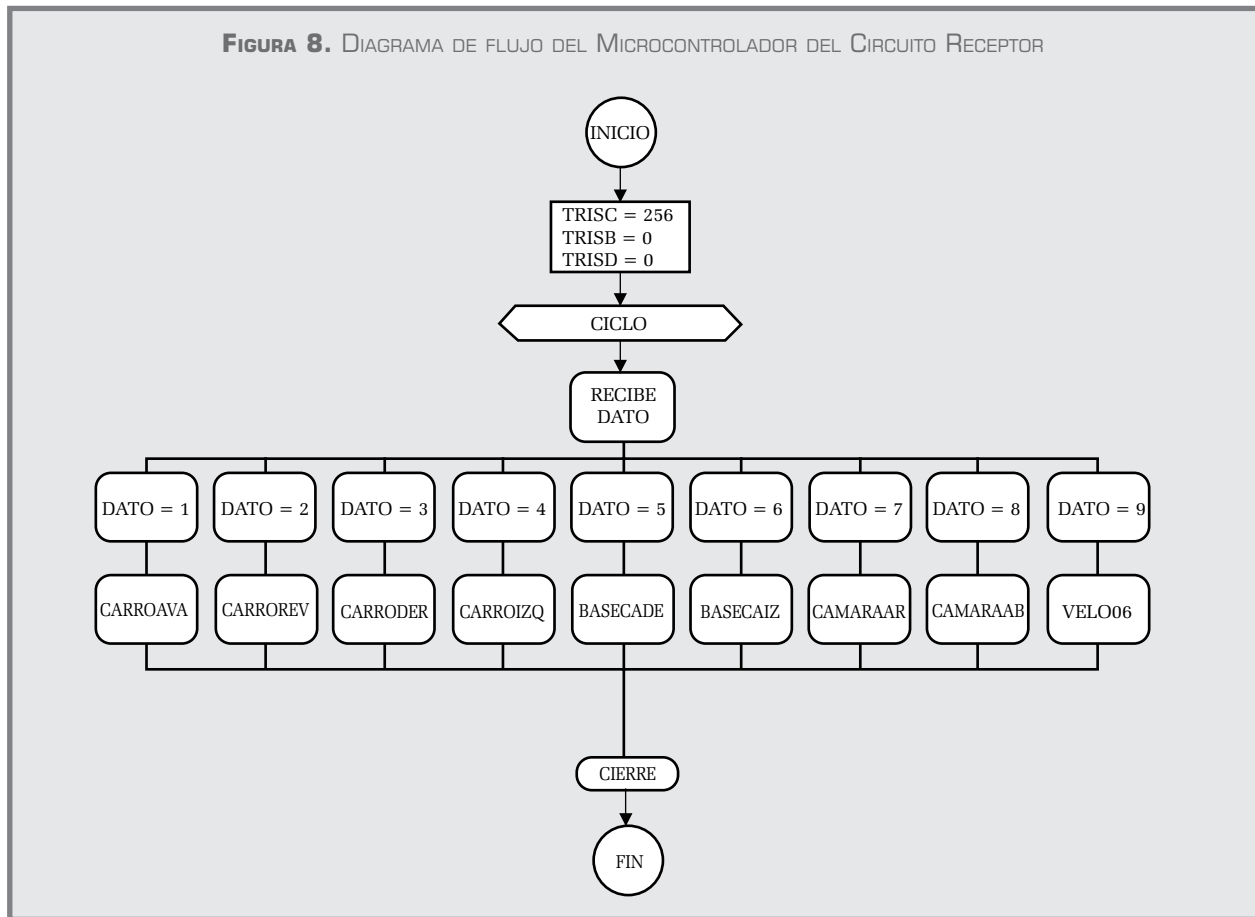 FIGURA 8. DIAGRAMA DE FLUJO DEL MICROCONTROLADOR DEL CIRCUITO RECEPTOR
INICIO
TRISC = 256
TRISB = 0
TRISD = 0
CICLO
RECIBE
DATO
DATO = 1 DATO = 2 DATO = 3 DATO = 4 DATO = 5 DATO = 6 DATO = 7 DATO = 8 DATO = 9
CARROAVA CARROREV CARRODER CARROIZQ BASECADE BASECAIZ CAMARAAR CAMARAAB VELO06
CIERRE
FIN